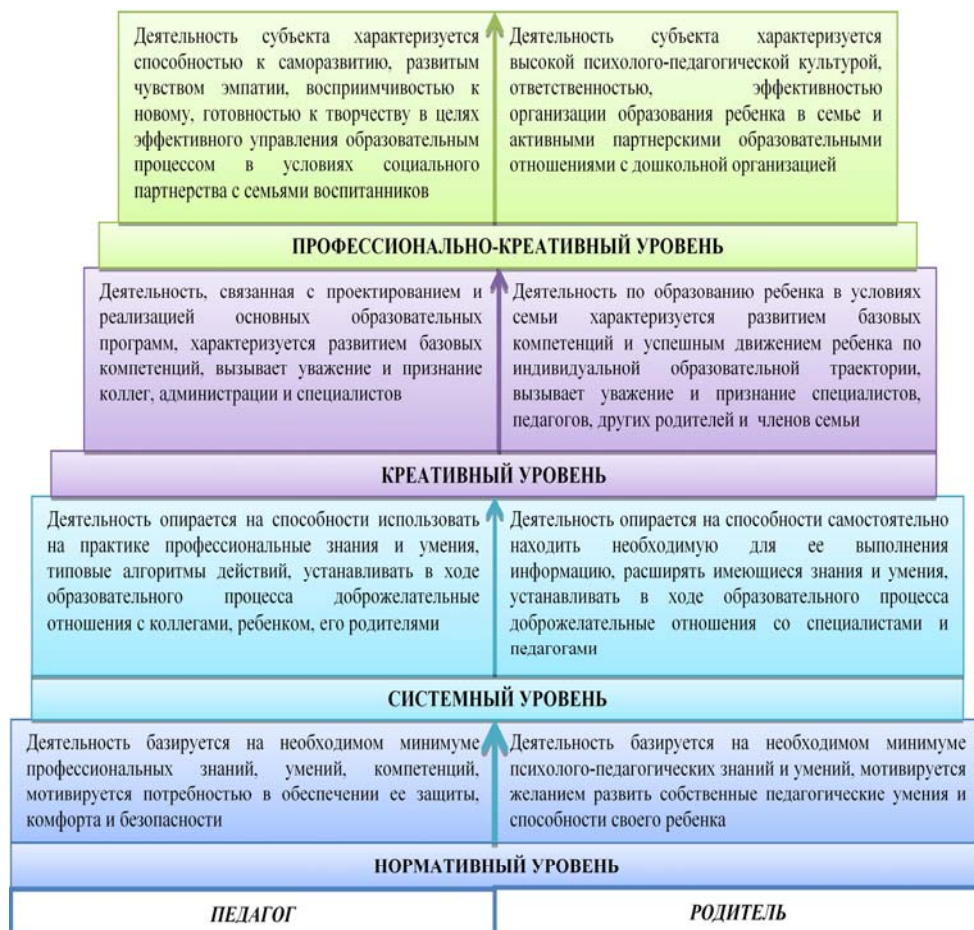 Деятельность субъекта характеризуется
способностью к саморазвитию, развитым
чувством эмпатии, восприимчивостью к
новому, готовностью к творчеству в целях
эффективного управления образовательным
процессом в условиях социального
партнерства с семьями воспитанников
Деятельность субъекта характеризуется
высокой психолого-педагогической культурой,
ответственностью, эффективностью
организации образования ребенка в семье и
активными партнерскими образовательными
отношениями с дошкольной организацией
ПРОФЕССИОНАЛЬНО-КРЕАТИВНЫЙ УРОВЕНЬ
Деятельность, связанная с проектированием и
реализацией основных образовательных
программ, характеризуется развитием базовых
компетенций, вызывает уважение и признание
коллег, администрации и специалистов
Деятельность по образованию ребенка в условиях
семьи характеризуется развитием базовых
компетенций и успешным движением ребенка по
индивидуальной образовательной траектории,
вызывает уважение и признание специалистов,
педагогов, других родителей и членов семьи
КРЕАТИВНЫЙ УРОВЕНЬ
Деятельность опирается на способности использовать
на практике профессиональные знания и умения,
типовые алгоритмы действий, устанавливать в ходе
образовательного процесса доброжелательные
отношения с коллегами, ребенком, его родителями
Деятельность опирается на способности самостоятельно
находить необходимую для ее выполнения
информацию, расширять имеющиеся знания и умения,
устанавливать в ходе образовательного процесса
доброжелательные отношения со специалистами и
педагогами
СИСТЕМНЫЙ УРОВЕНЬ
Деятельность базируется на необходимом минимуме
профессиональных знаний, умений, компетенций,
мотивируется потребностью в обеспечении ее защиты,
комфорта и безопасности
Деятельность базируется на необходимом минимуме
психолого-педагогических знаний и умений, мотивируется
желанием развить собственные педагогические умения и
способности своего ребенка
НОРМАТИВНЫЙ УРОВЕНЬ
ПЕДАГОГ
РОДИТЕЛЬ